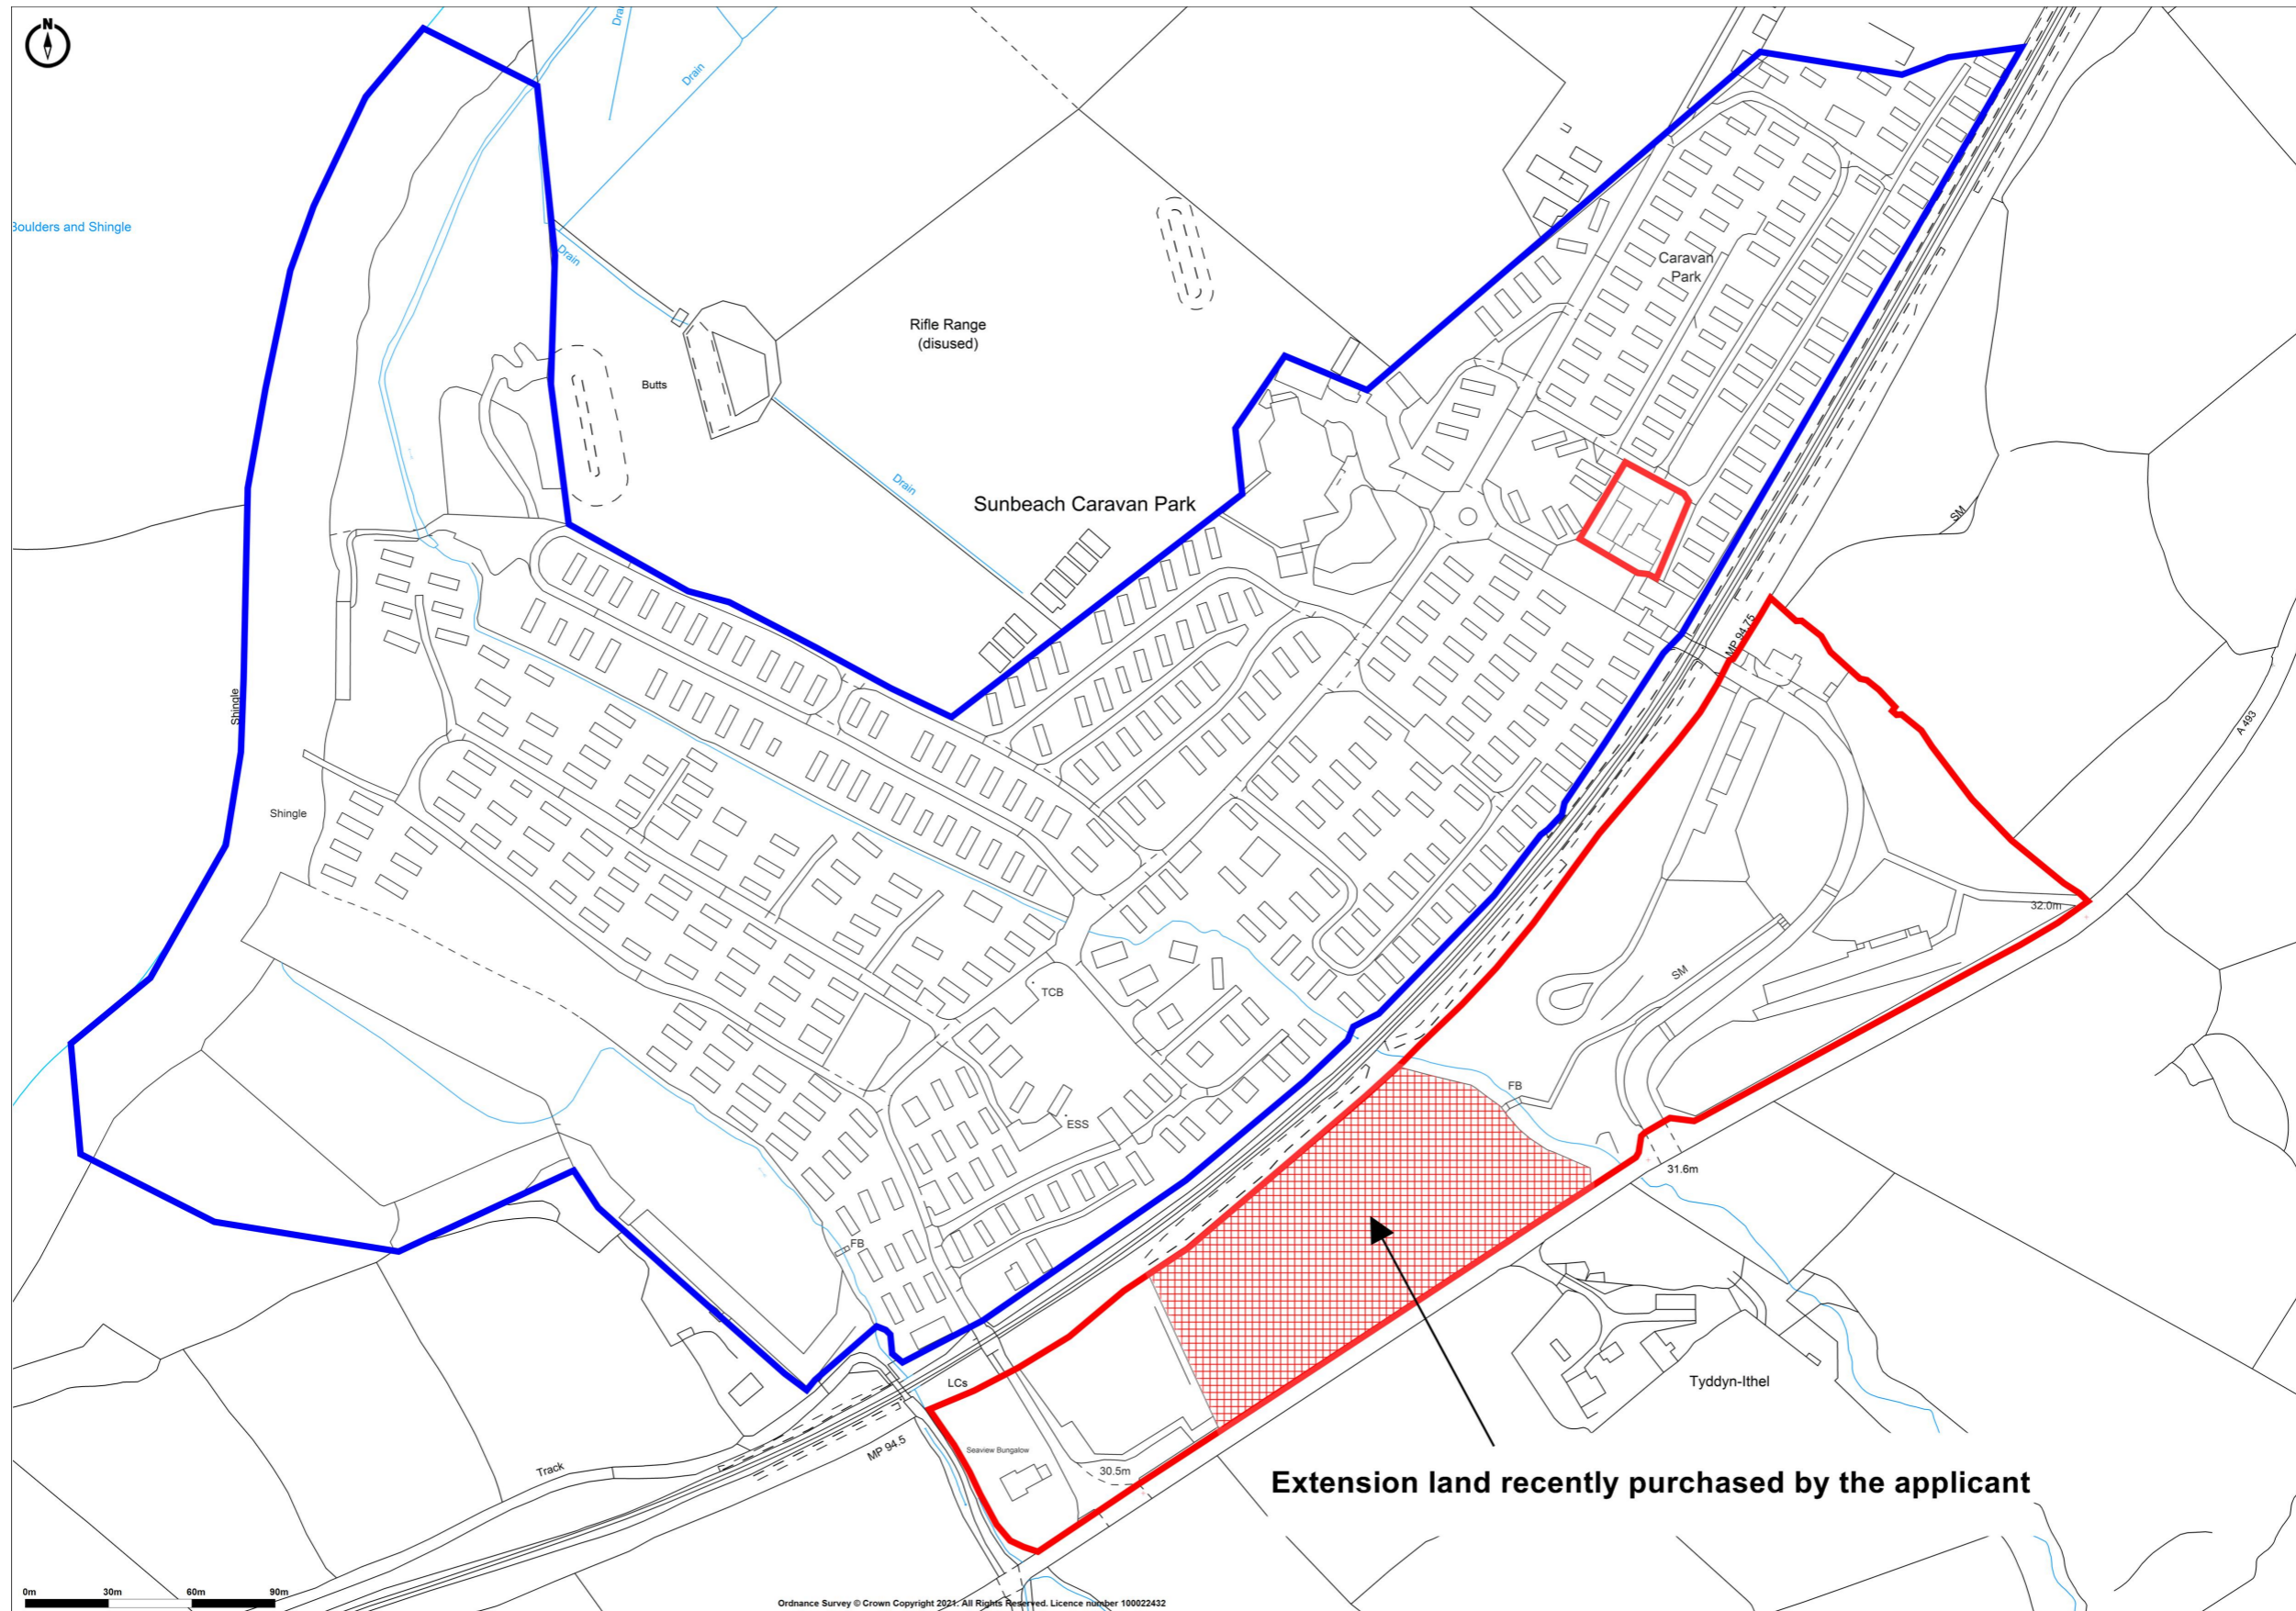 N
Drain
Drain
Boulders and Shingle
Drain
Caravan
Park
Rifle Range
(disused)
Butts
Drain
Sunbeach Caravan Park
SM
MP 94.75
Shingle
A 493
Shingle
32.0m
SM
TCB
FB
ESS
31.6m
FB
LCs
Tyddyn-Ithel
MP 94.5
Seaview Bungalow
Track
30.5m
Extension land recently purchased by the applicant
0m 30m 60m 90m
Ordnance Survey © Crown Copyright 2021. All Rights Reserved. Licence number 100022432